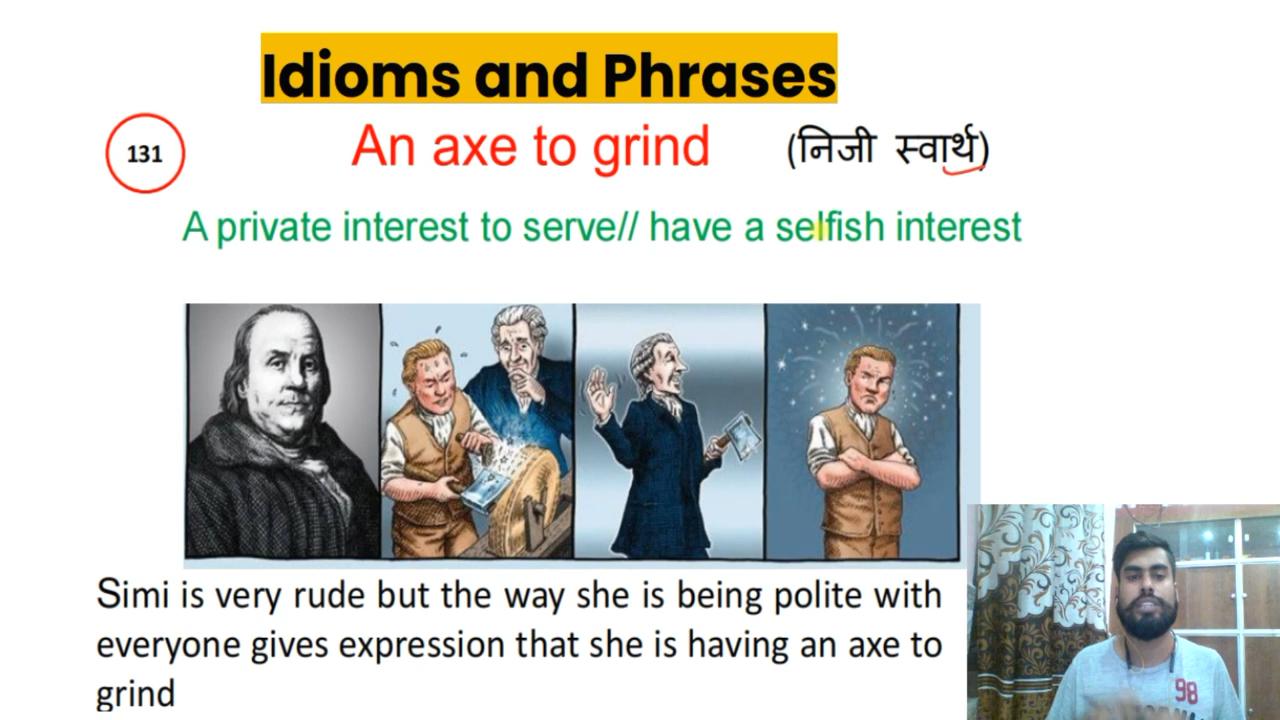 Idioms and Phrases
131
An axe to grind (निजी स्वार्थ)
A private interest to serve// have a selfish interest
Simi is very rude but the way she is being polite with
everyone gives expression that she is having an axe to
grind
98